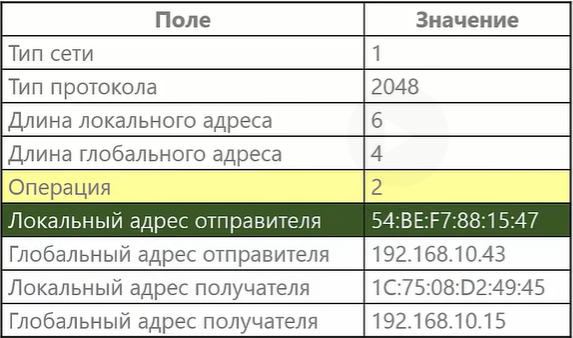 Поле Значение
Тип сети 1
Тип протокола 2048
Длина локального адреса 6
Длина глобального адреса 4
Операция 2
Локальный адрес отправителя 54:BE:F7:88:15:47
Глобальный адрес отправителя 192.168.10.43
Локальный адрес получателя 1C:75:08:D2:49:45
Глобальный адрес получателя 192.168.10.15